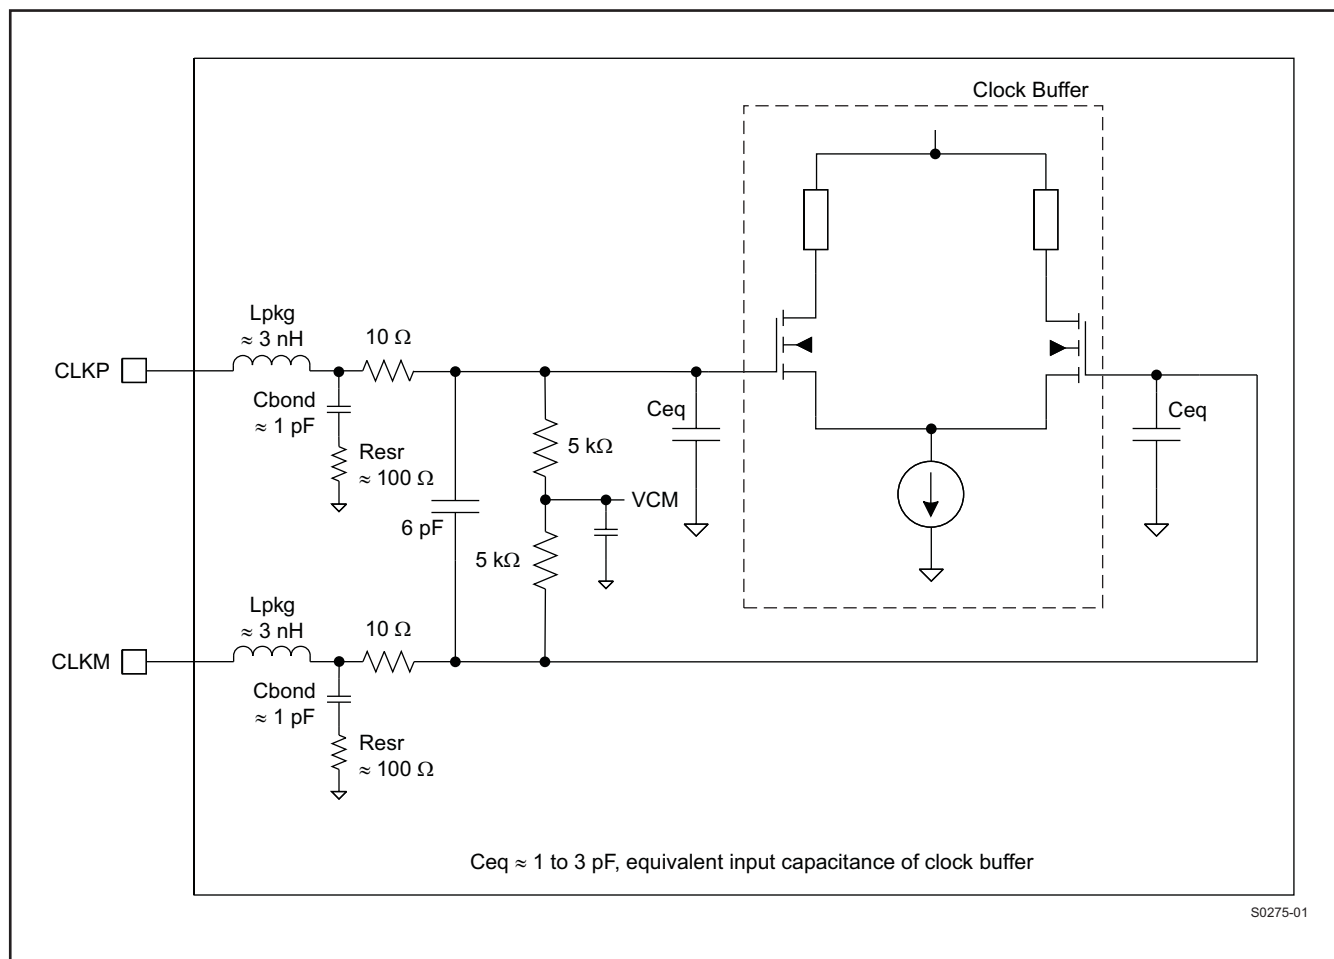 Clock Buffer
Lpkg
≈ 3 nH
10 Ω
CLKP
Cbond
≈ 1 pF
Resr
≈ 100 Ω
6 pF
5 kΩ
VCM
5 kΩ
Ceq
Ceq
Lpkg
≈ 3 nH
10 Ω
CLKM
Cbond
≈ 1 pF
Resr
≈ 100 Ω
Ceq ≈ 1 to 3 pF, equivalent input capacitance of clock buffer
S0275-01